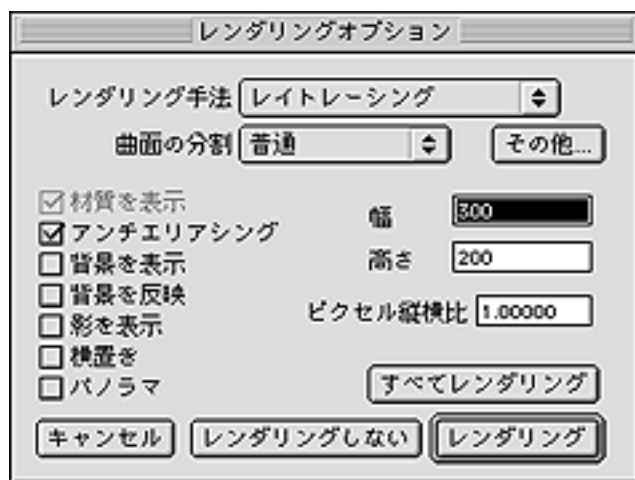 レンダリングオプション
レンダリング手法 レイトレーシング
曲面の分割 普通 その他...
材質を表示
アンチエリアシング
背景を表示
背景を反映
影を表示
横置き
パノラマ
幅 300
高さ 200
ピクセル縦横比 1.00000
すべてレンダリング
キャンセル レンダリングしない レンダリング